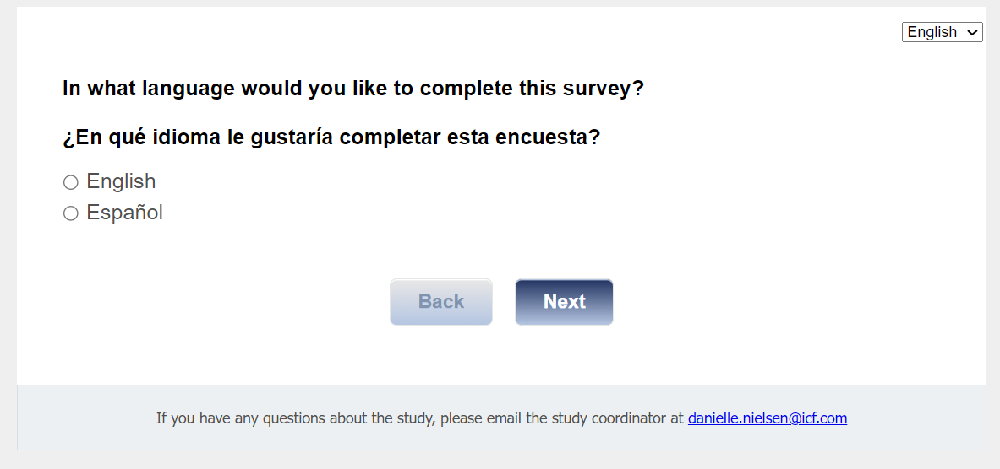 English
In what language would you like to complete this survey?
¿En qué idioma le gustaría completar esta encuesta?
English
Español
Back
Next
If you have any questions about the study, please email the study coordinator at danielle.nielsen@icf.com